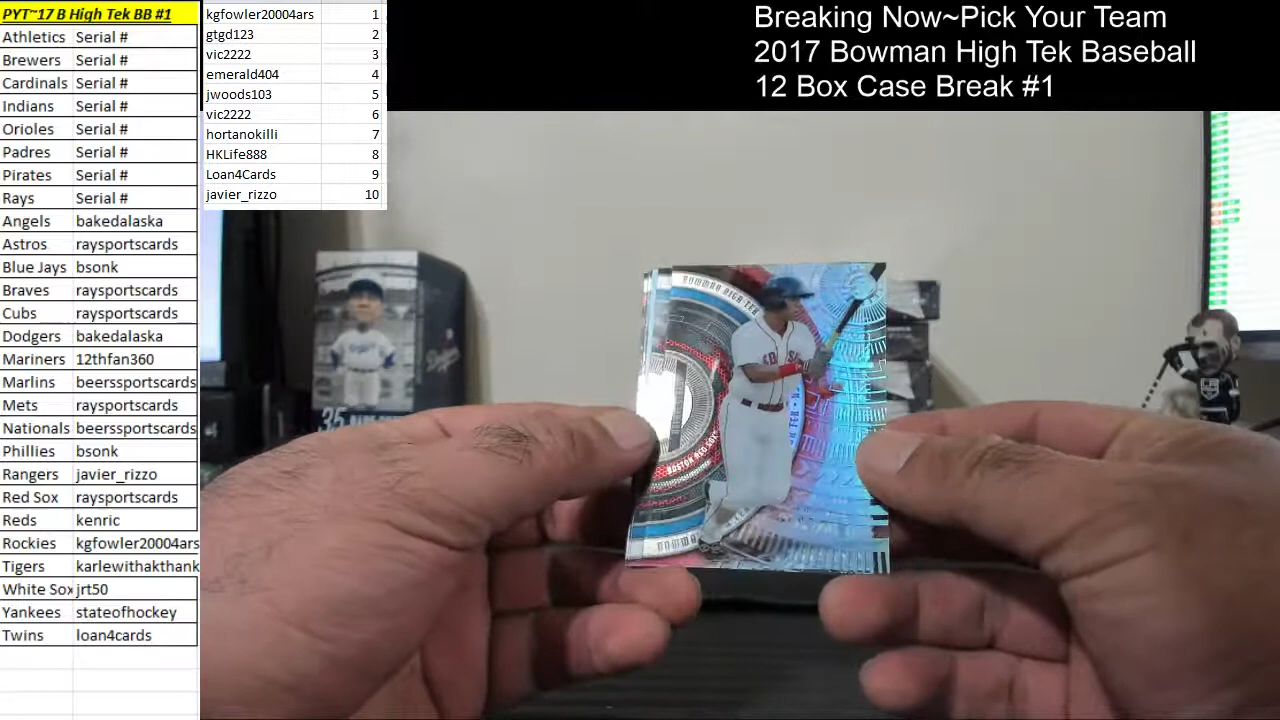 PYT~17 B High Tek BB #1
Athletics Serial #
Brewers Serial #
Cardinals Serial #
Indians Serial #
Orioles Serial #
Padres Serial #
Pirates Serial #
Rays Serial #
Angels bakedalaska
Astros raysportscards
Blue Jays bsonk
Braves raysportscards
Cubs raysportscards
Dodgers bakedalaska
Mariners 12thfan360
Marlins beerssportscards
Mets raysportscards
Nationals beerssportscards
Phillies bsonk
Rangers javier_rizzo
Red Sox raysportscards
Reds kenric
Rockies kgfowler20004ars
Tigers karlewithakthank
White Sox jrt50
Yankees stateofhockey
Twins loan4cards
kgfowler20004ars 1
gtgd123 2
vic2222 3
emerald404 4
jwoods103 5
vic2222 6
hortanokilli 7
HKLife888 8
Loan4Cards 9
javier_rizzo 10
Breaking Now~Pick Your Team
2017 Bowman High Tek Baseball
12 Box Case Break #1
BOWMAN HIGH TEK
BOSTON RED SOX
35